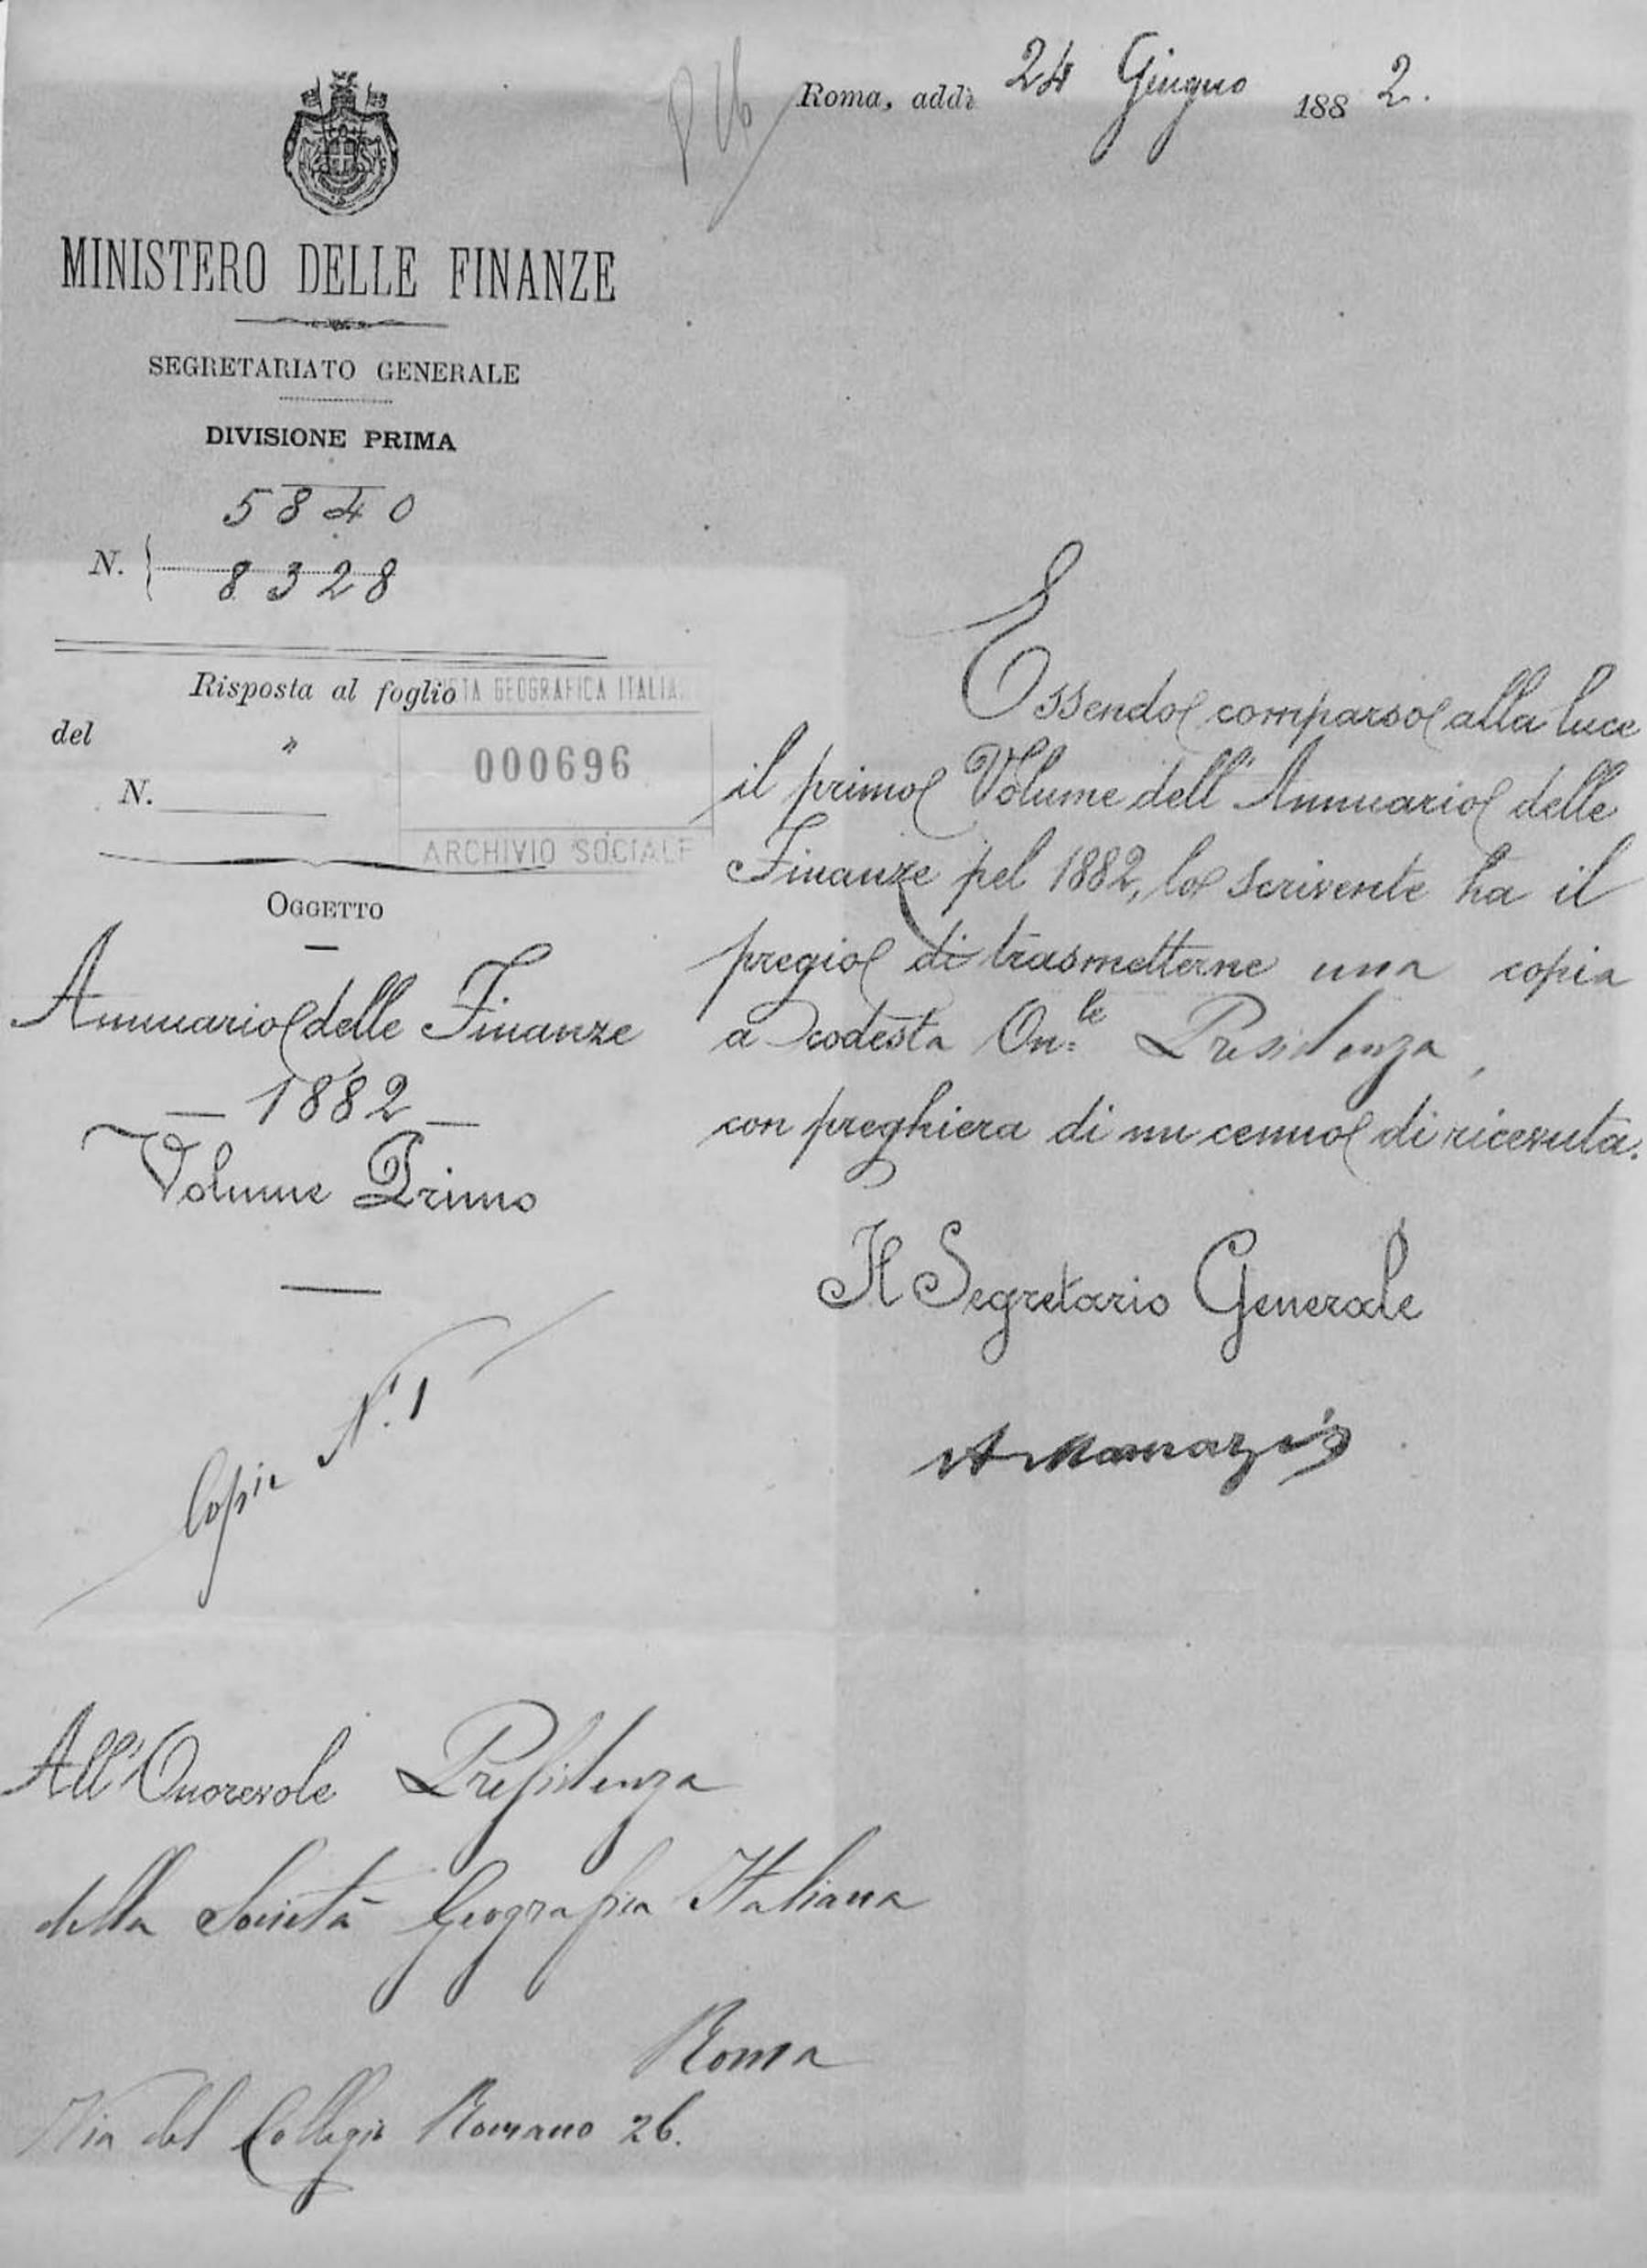 Roma, addì 24 Giugno 1882.
MINISTERO DELLE FINANZE
SEGRETARIATO GENERALE
DIVISIONE PRIMA
5840
N. { 8328
Risposta al foglio
del "
N.
TA GEOGRAFICA ITALIA
000696
ARCHIVIO SOCIALE
OGGETTO
Annuario delle Finanze
— 1882 —
Volume Primo
Copie N. 1
Essendo comparso alla luce
il primo Volume dell'Annuario delle
Finanze pel 1882, lo scrivente ha il
pregio di trasmetterne una copia
a codesta On.le Presidenza,
con preghiera di un cenno di ricevuta.
Il Segretario Generale
All'Onorevole Presidenza
della Società Geografica Italiana
Roma
Via del Collegio Romano 26.